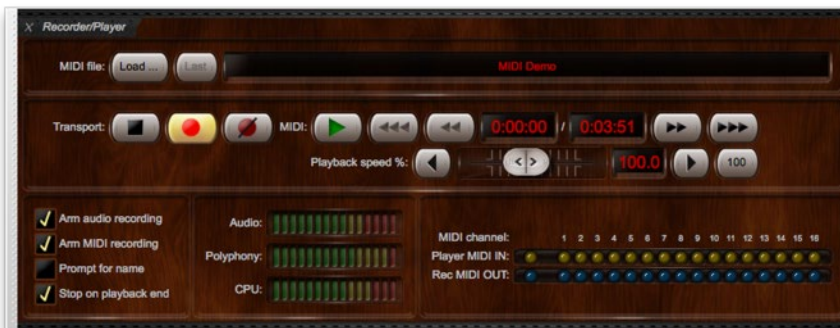 X Recorder/Player
MIDI file: Load ... Last MIDI Demo
Transport: MIDI: 0:00:00 / 0:03:51
Playback speed %: 100.0 100
Arm audio recording
Arm MIDI recording
Prompt for name
Stop on playback end
Audio:
Polyphony:
CPU:
MIDI channel: 1 2 3 4 5 6 7 8 9 10 11 12 13 14 15 16
Player MIDI IN:
Rec MIDI OUT: